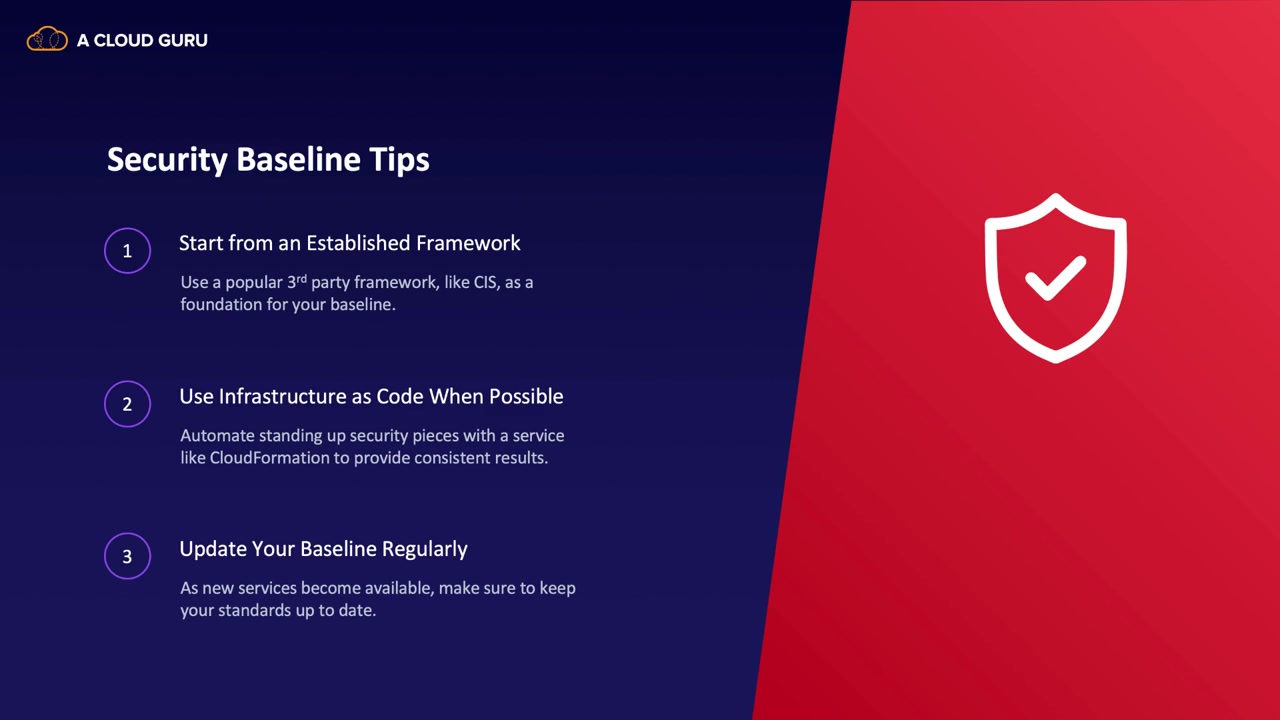 A CLOUD GURU
Security Baseline Tips
1
Start from an Established Framework
Use a popular 3rd party framework, like CIS, as a
foundation for your baseline.
2
Use Infrastructure as Code When Possible
Automate standing up security pieces with a service
like CloudFormation to provide consistent results.
3
Update Your Baseline Regularly
As new services become available, make sure to keep
your standards up to date.